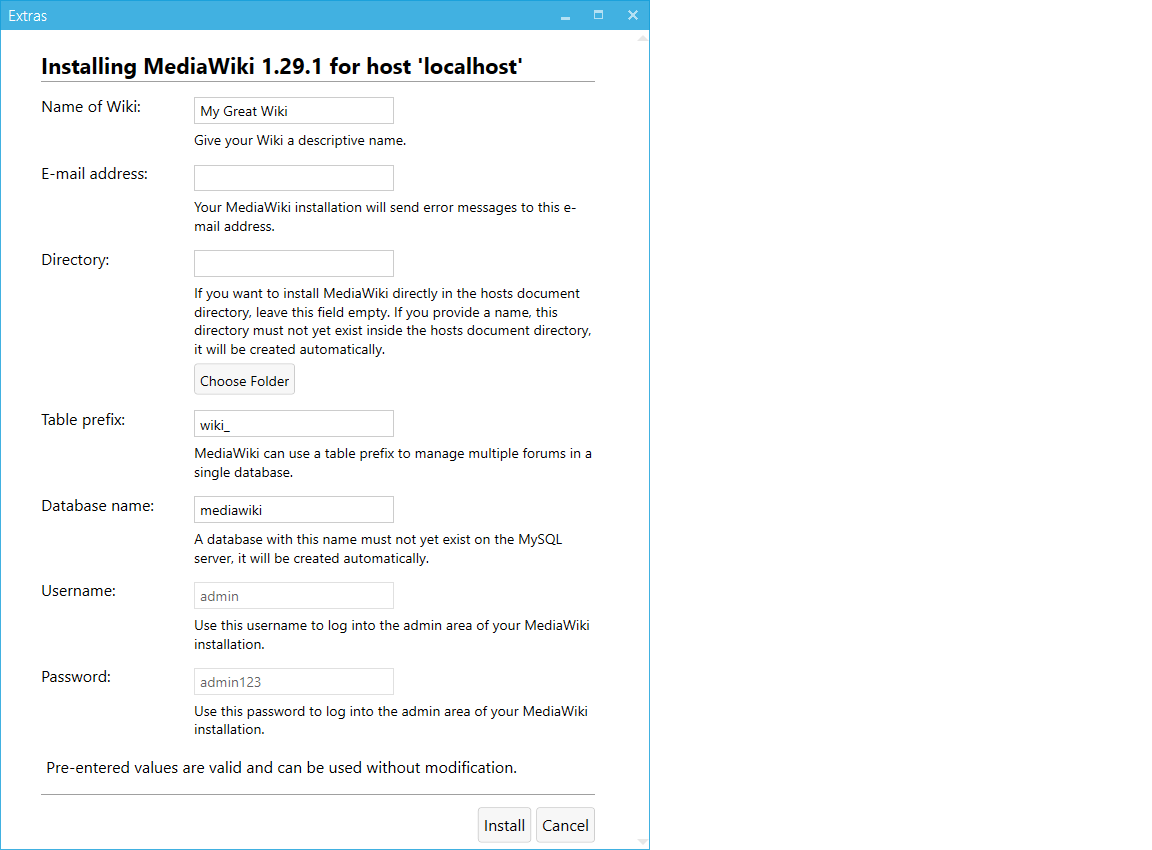 Extras
Installing MediaWiki 1.29.1 for host 'localhost'
Name of Wiki:
My Great Wiki
Give your Wiki a descriptive name.
E-mail address:
Your MediaWiki installation will send error messages to this e-
mail address.
Directory:
If you want to install MediaWiki directly in the hosts document
directory, leave this field empty. If you provide a name, this
directory must not yet exist inside the hosts document directory,
it will be created automatically.
Choose Folder
Table prefix:
wiki_
MediaWiki can use a table prefix to manage multiple forums in a
single database.
Database name:
mediawiki
A database with this name must not yet exist on the MySQL
server, it will be created automatically.
Username:
admin
Use this username to log into the admin area of your MediaWiki
installation.
Password:
admin123
Use this password to log into the admin area of your MediaWiki
installation.
Pre-entered values are valid and can be used without modification.
Install Cancel